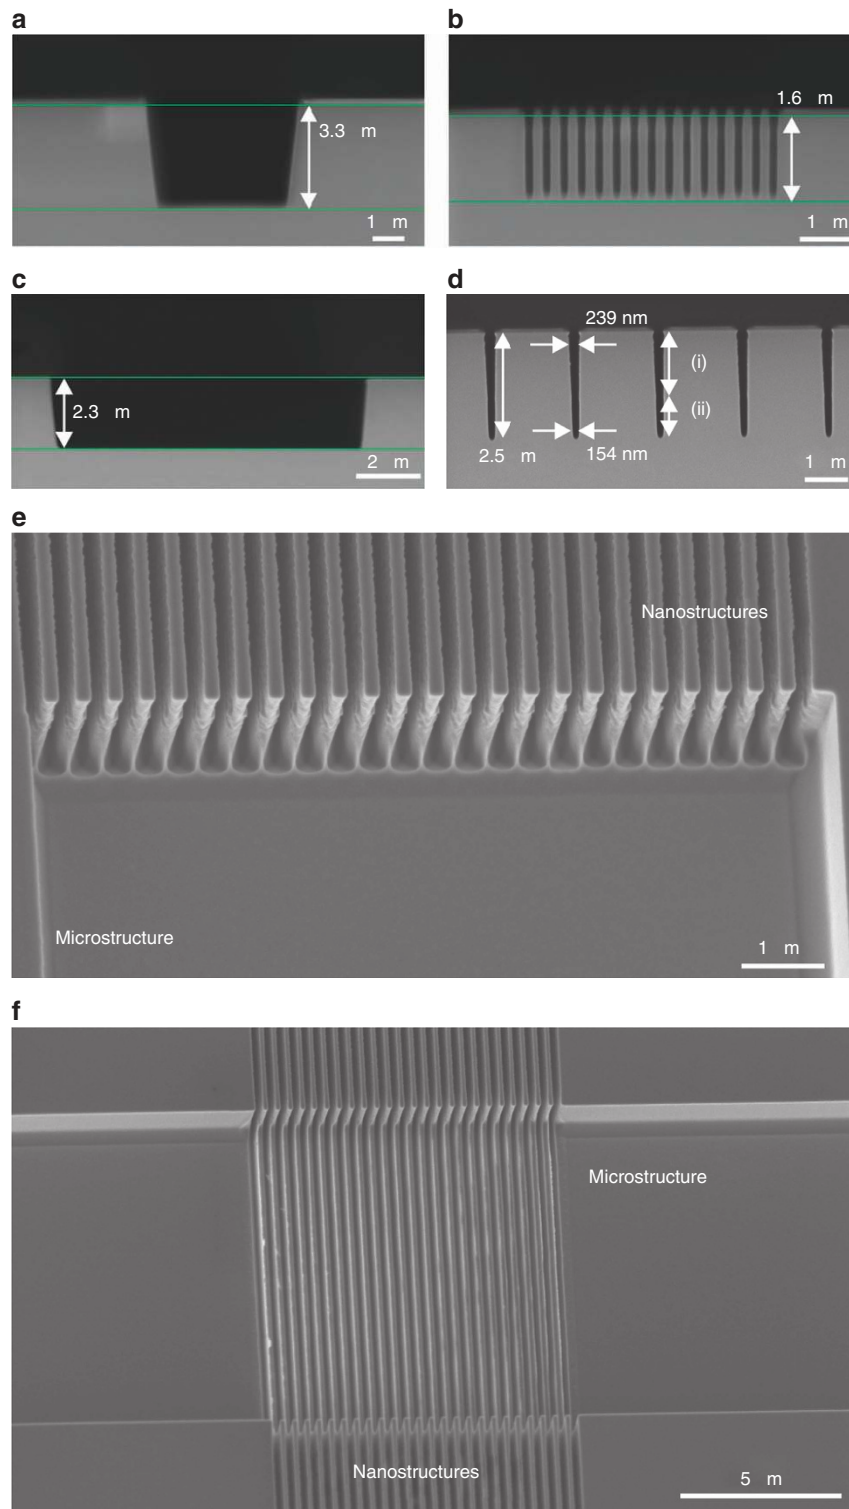 a
3.3 m
1 m
b
1.6 m
1 m
c
2.3 m
2 m
d
239 nm
(i)
(ii)
2.5 m
154 nm
1 m
e
Nanostructures
Microstructure
1 m
f
Microstructure
Nanostructures
5 m